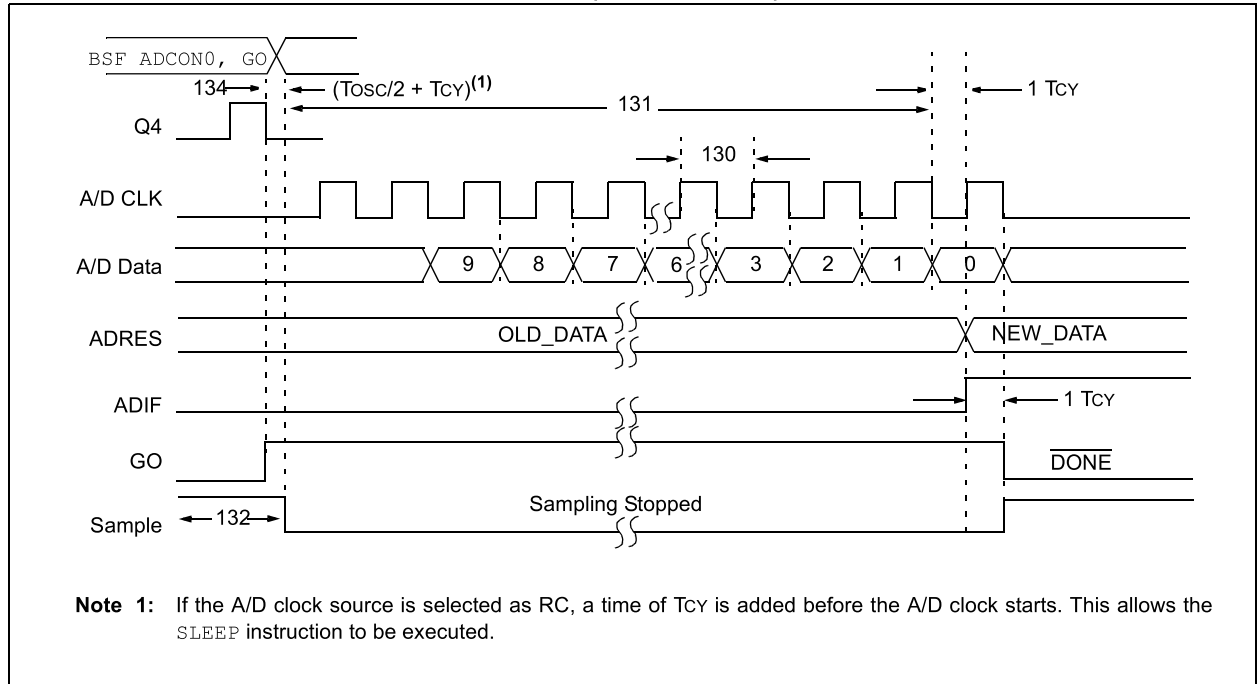 BSF ADCON0, GO
134 (TOSC/2 + TCY)(1) 1 TCY
131
Q4
130
A/D CLK
A/D Data 9 8 7 6 3 2 1 0
ADRES OLD_DATA NEW_DATA
ADIF 1 TCY
GO DONE
Sampling Stopped
Sample 132
Note 1: If the A/D clock source is selected as RC, a time of TCY is added before the A/D clock starts. This allows the
SLEEP instruction to be executed.